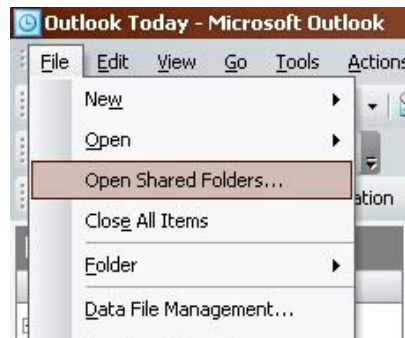 Outlook Today - Microsoft Outlook
File Edit View Go Tools Actions
New
Open
Open Shared Folders...
ation
Close All Items
Folder
Data File Management...